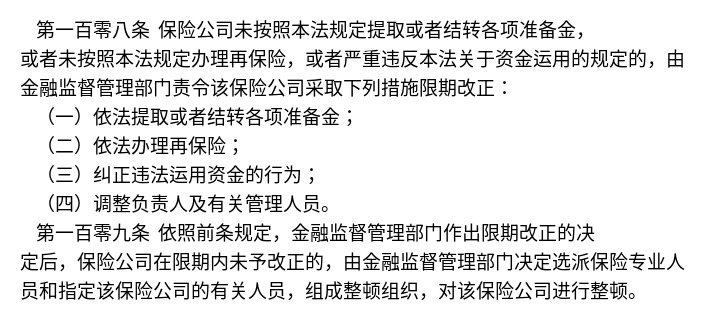 第一百零八条 保险公司未按照本法规定提取或者结转各项准备金，
或者未按照本法规定办理再保险，或者严重违反本法关于资金运用的规定的，由
金融监督管理部门责令该保险公司采取下列措施限期改正：
（一）依法提取或者结转各项准备金；
（二）依法办理再保险；
（三）纠正违法运用资金的行为；
（四）调整负责人及有关管理人员。
第一百零九条 依照前条规定，金融监督管理部门作出限期改正的决
定后，保险公司在限期内未予改正的，由金融监督管理部门决定选派保险专业人
员和指定该保险公司的有关人员，组成整顿组织，对该保险公司进行整顿。